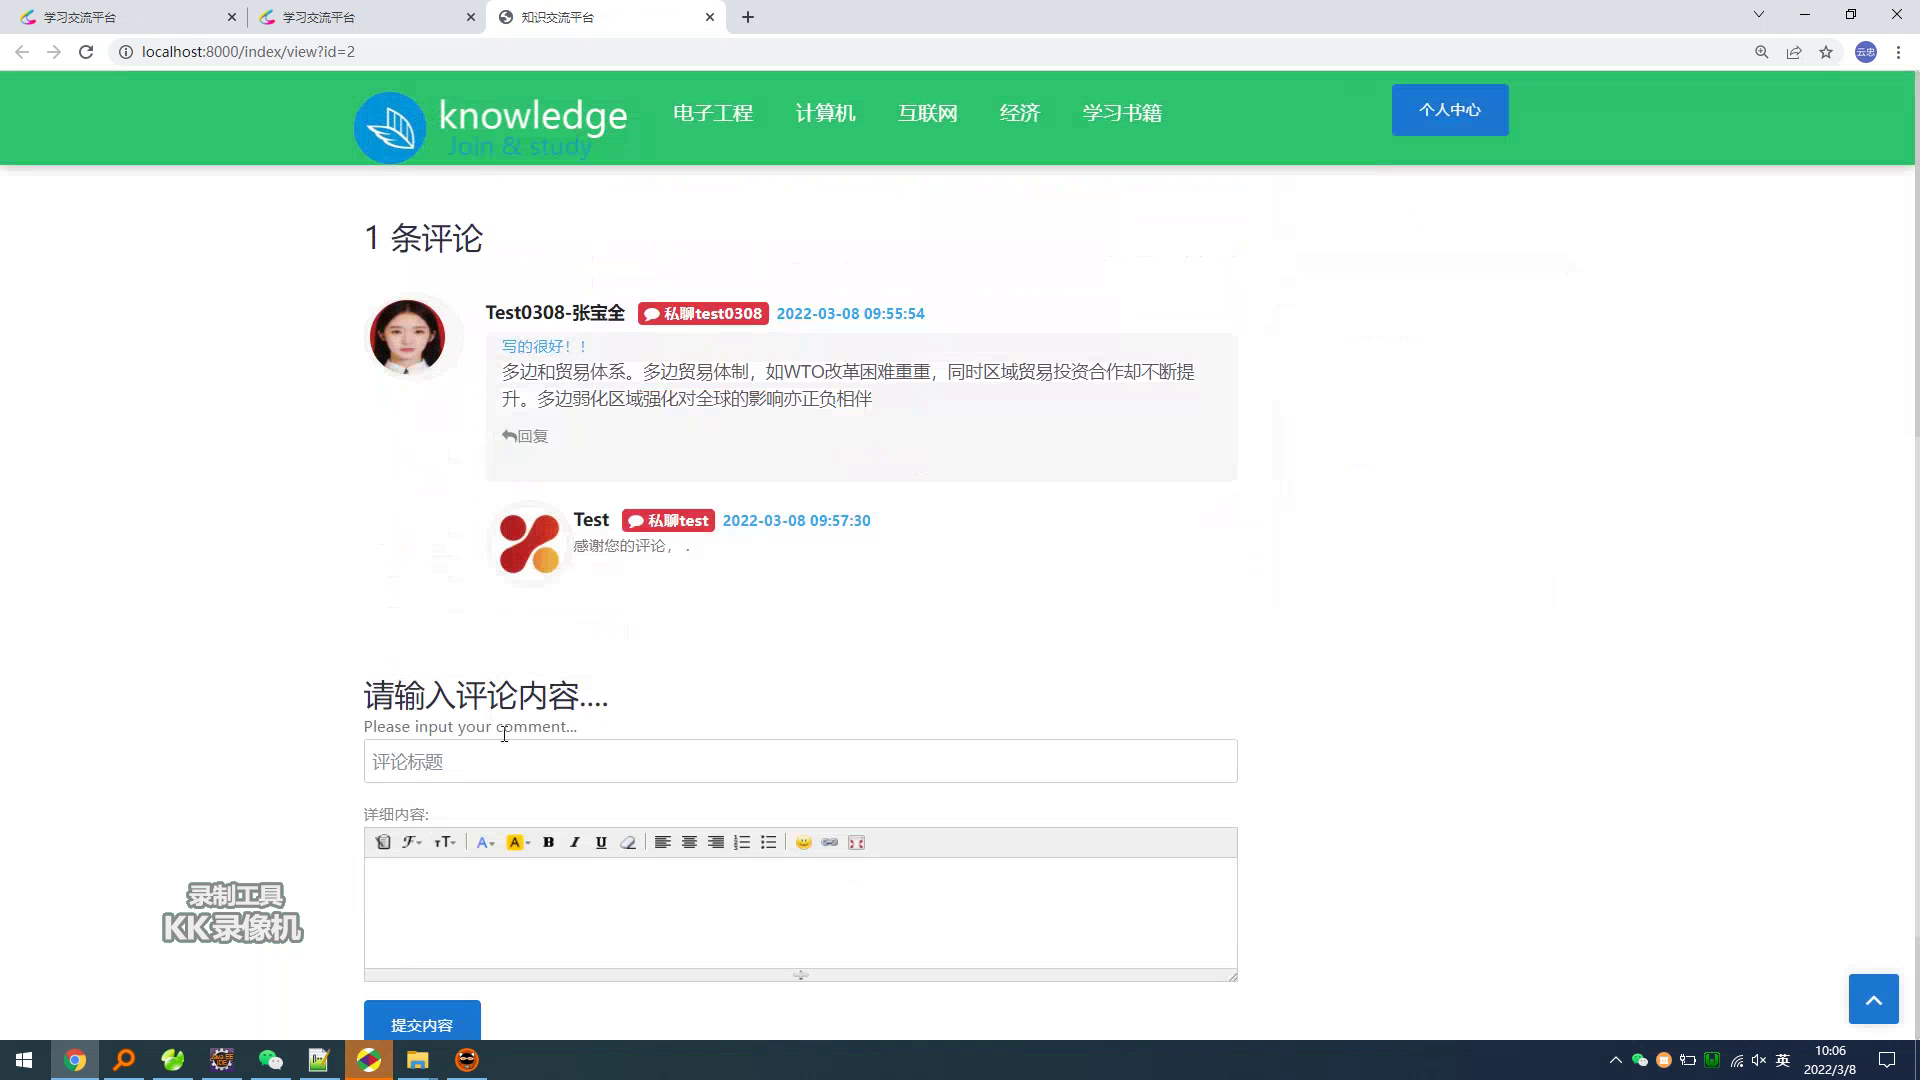 学习交流平台
学习交流平台
知识交流平台
localhost:8000/index/view?id=2
云忠
knowledge
Join & study
电子工程
计算机
互联网
经济
学习书籍
个人中心
1 条评论
Test0308-张宝全
私聊test0308
2022-03-08 09:55:54
写的很好！！
多边和贸易体系。多边贸易体制，如WTO改革困难重重，同时区域贸易投资合作却不断提
升。多边弱化区域强化对全球的影响亦正负相伴
回复
Test
私聊test
2022-03-08 09:57:30
感谢您的评论， .
请输入评论内容....
Please input your comment...
评论标题
详细内容:
录制工具
KK录像机
提交内容
英
10:06
2022/3/8